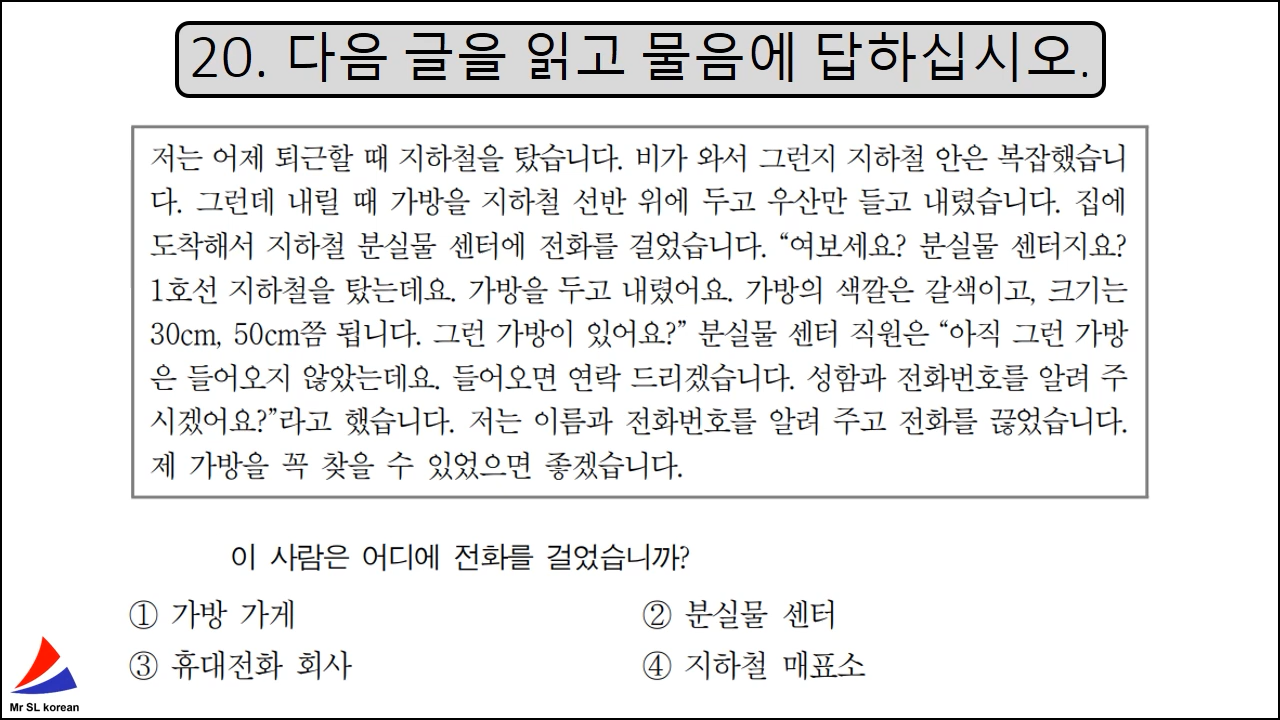 20. 다음 글을 읽고 물음에 답하십시오.
저는 어제 퇴근할 때 지하철을 탔습니다. 비가 와서 그런지 지하철 안은 복잡했습니
다. 그런데 내릴 때 가방을 지하철 선반 위에 두고 우산만 들고 내렸습니다. 집에
도착해서 지하철 분실물 센터에 전화를 걸었습니다. “여보세요? 분실물 센터지요?
1호선 지하철을 탔는데요. 가방을 두고 내렸어요. 가방의 색깔은 갈색이고, 크기는
30cm, 50cm쯤 됩니다. 그런 가방이 있어요?” 분실물 센터 직원은 “아직 그런 가방
은 들어오지 않았는데요. 들어오면 연락 드리겠습니다. 성함과 전화번호를 알려 주
시겠어요?”라고 했습니다. 저는 이름과 전화번호를 알려 주고 전화를 끊었습니다.
제 가방을 꼭 찾을 수 있었으면 좋겠습니다.
이 사람은 어디에 전화를 걸었습니까?
① 가방 가게
② 분실물 센터
③ 휴대전화 회사
④ 지하철 매표소
Mr SL korean